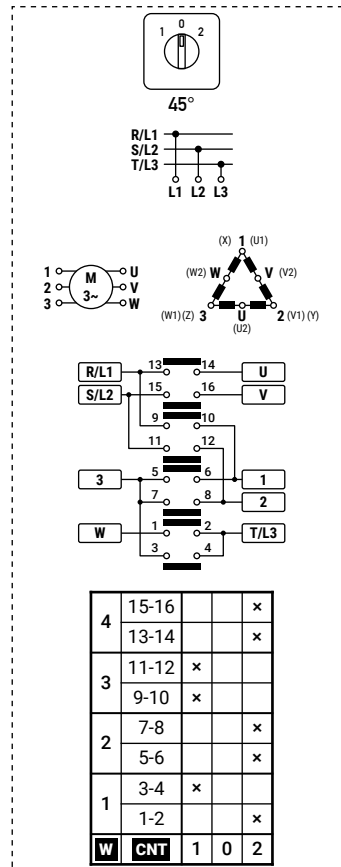 1 0 2
45°
R/L1
S/L2
T/L3
L1 L2 L3
1 M U
2 3~ V
3 W
(X) 1 (U1)
(W2) W V (V2)
(W1)(Z) 3 U 2 (V1)(Y)
(U2)
R/L1 13 14 U
S/L2 15 16 V
9 10
11 12
3 5 6 1
7 8 2
W 1 2 T/L3
3 4
4 15-16 ×
13-14 ×
3 11-12 ×
9-10 ×
2 7-8 ×
5-6 ×
1 3-4 ×
1-2 ×
W CNT 1 0 2